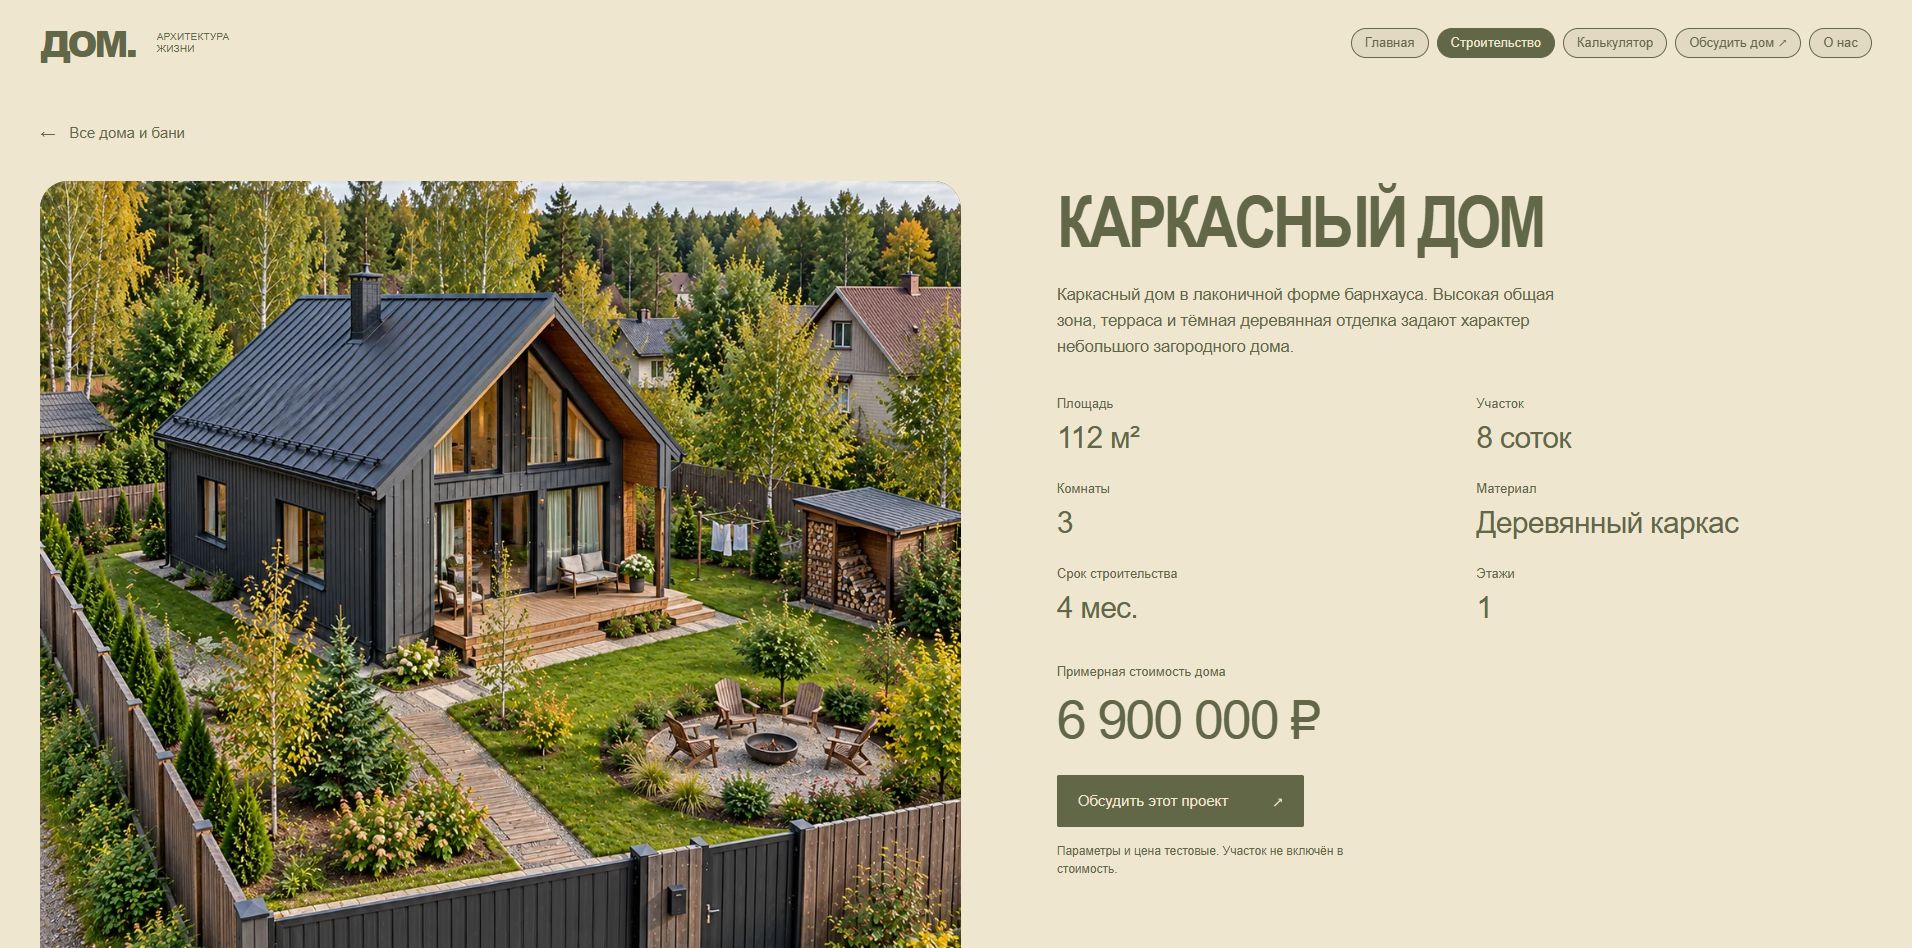 ДОМ.
АРХИТЕКТУРА
ЖИЗНИ
Главная
Строительство
Калькулятор
Обсудить дом ↗
О нас
← Все дома и бани
КАРКАСНЫЙ ДОМ
Каркасный дом в лаконичной форме барнхауса. Высокая общая
зона, терраса и тёмная деревянная отделка задают характер
небольшого загородного дома.
Площадь
112 м²
Участок
8 соток
Комнаты
3
Материал
Деревянный каркас
Срок строительства
4 мес.
Этажи
1
Примерная стоимость дома
6 900 000 ₽
Обсудить этот проект ↗
Параметры и цена тестовые. Участок не включён в
стоимость.